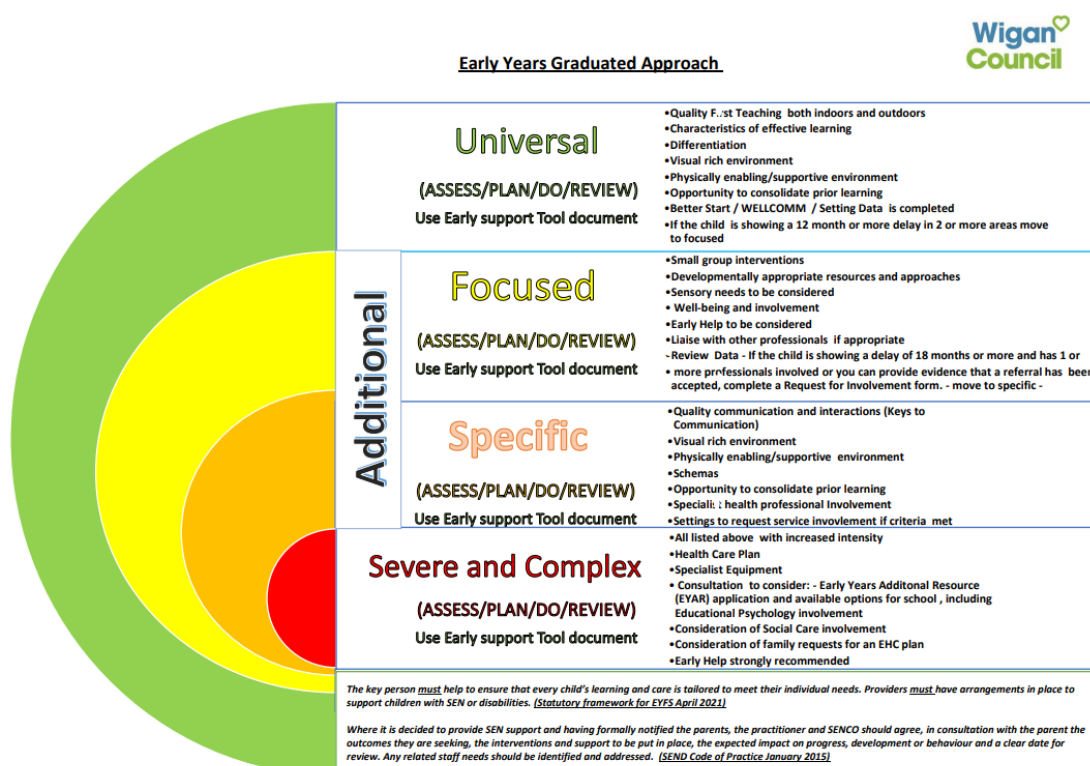 Wigan
Council
Early Years Graduated Approach
Universal
(ASSESS/PLAN/DO/REVIEW)
Use Early support Tool document
•Quality F..st Teaching both indoors and outdoors
•Characteristics of effective learning
•Differentiation
•Visual rich environment
•Physically enabling/supportive environment
•Opportunity to consolidate prior learning
•Better Start / WELLCOMM / Setting Data is completed
•If the child is showing a 12 month or more delay in 2 or more areas move
to focused
Additional
Focused
(ASSESS/PLAN/DO/REVIEW)
Use Early support Tool document
•Small group interventions
•Developmentally appropriate resources and approaches
•Sensory needs to be considered
• Well-being and involvement
•Early Help to be considered
•Liaise with other professionals if appropriate
-Review Data - If the child is showing a delay of 18 months or more and has 1 or
• more professionals involved or you can provide evidence that a referral has been
accepted, complete a Request for Involvement form. - move to specific -
Specific
(ASSESS/PLAN/DO/REVIEW)
Use Early support Tool document
•Quality communication and interactions (Keys to
Communication)
•Visual rich environment
•Physically enabling/supportive environment
•Schemas
•Opportunity to consolidate prior learning
•Specialist health professional Involvement
•Settings to request service invovlement if criteria met
Severe and Complex
(ASSESS/PLAN/DO/REVIEW)
Use Early support Tool document
•All listed above with increased intensity
•Health Care Plan
•Specialist Equipment
• Consultation to consider: - Early Years Additonal Resource
(EYAR) application and available options for school , including
Educational Psychology involvement
•Consideration of Social Care involvement
•Consideration of family requests for an EHC plan
•Early Help strongly recommended
The key person must help to ensure that every child's learning and care is tailored to meet their individual needs. Providers must have arrangements in place to
support children with SEN or disabilities. (Statutory framework for EYFS April 2021)
Where it is decided to provide SEN support and having formally notified the parents, the practitioner and SENCO should agree, in consultation with the parent the
outcomes they are seeking, the interventions and support to be put in place, the expected impact on progress, development or behaviour and a clear date for
review. Any related staff needs should be identified and addressed. (SEND Code of Practice January 2015)